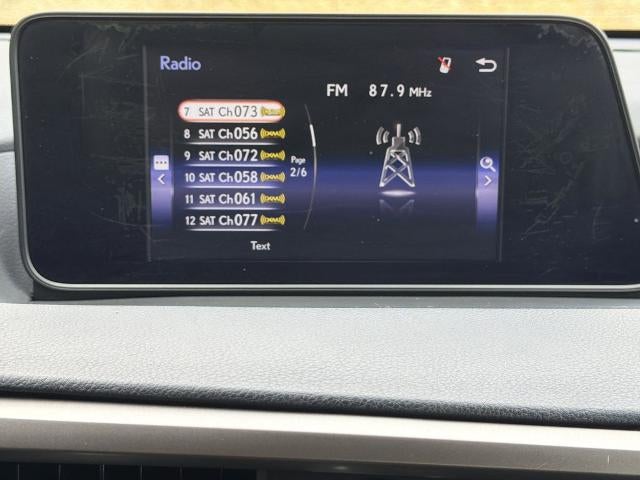 Radio
FM 87.9 MHz
7 SAT Ch073
8 SAT Ch056
9 SAT Ch072
10 SAT Ch058
11 SAT Ch061
12 SAT Ch077
Page
2/6
Text